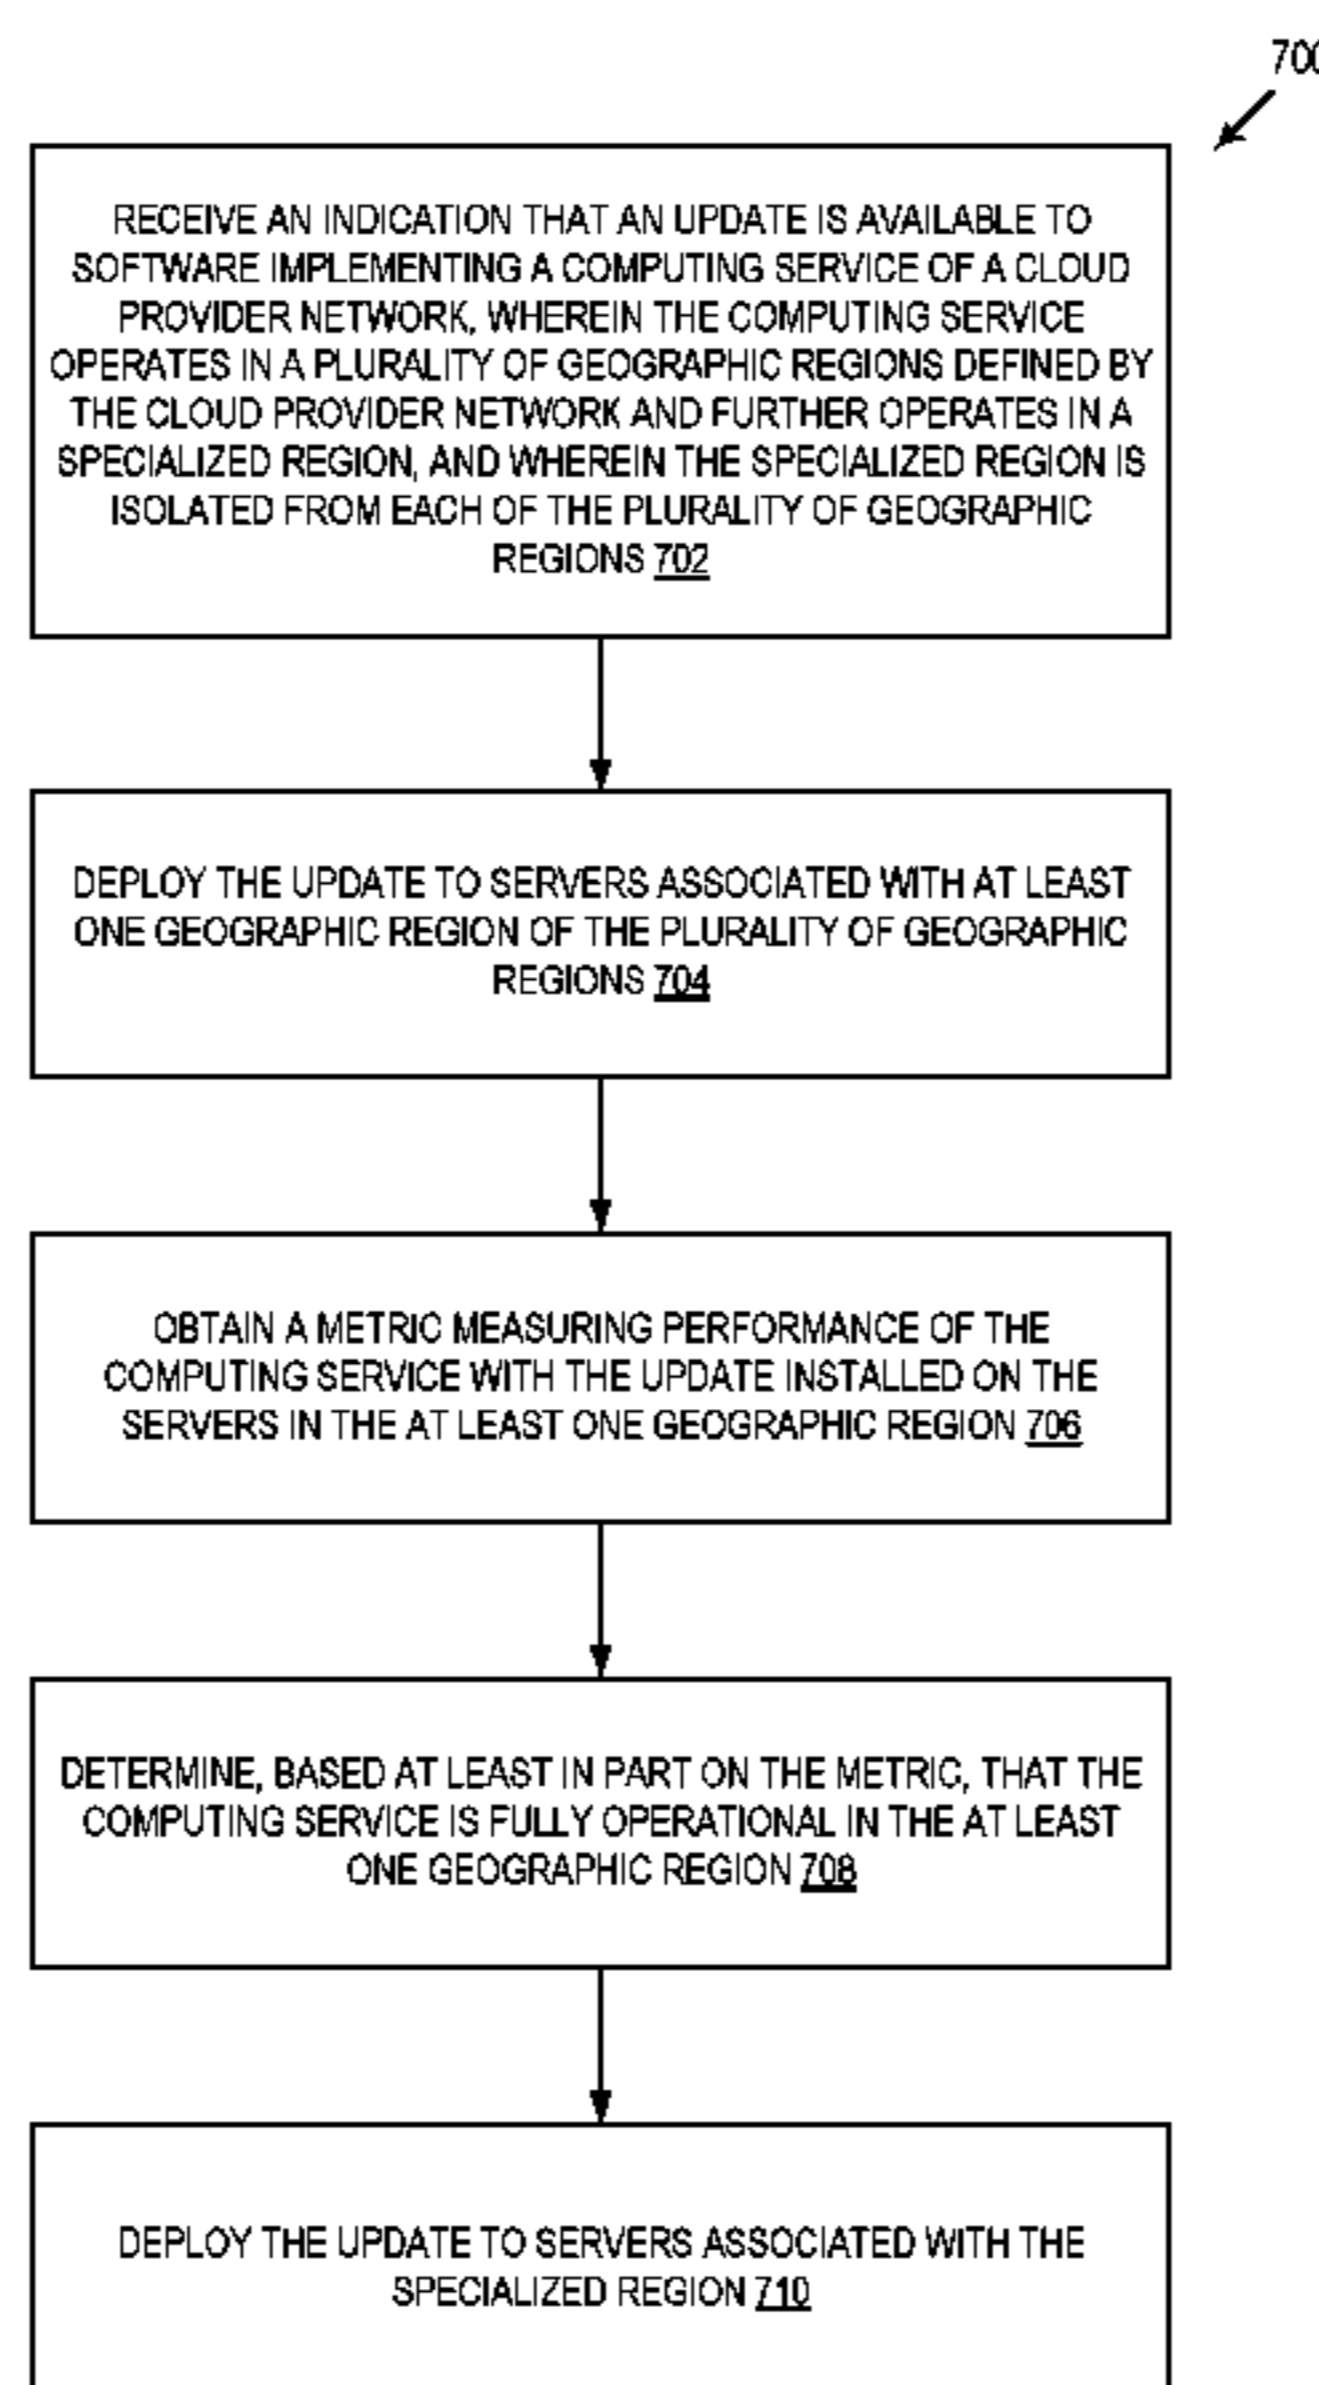 700
RECEIVE AN INDICATION THAT AN UPDATE IS AVAILABLE TO
SOFTWARE IMPLEMENTING A COMPUTING SERVICE OF A CLOUD
PROVIDER NETWORK, WHEREIN THE COMPUTING SERVICE
OPERATES IN A PLURALITY OF GEOGRAPHIC REGIONS DEFINED BY
THE CLOUD PROVIDER NETWORK AND FURTHER OPERATES IN A
SPECIALIZED REGION, AND WHEREIN THE SPECIALIZED REGION IS
ISOLATED FROM EACH OF THE PLURALITY OF GEOGRAPHIC
REGIONS 702
DEPLOY THE UPDATE TO SERVERS ASSOCIATED WITH AT LEAST
ONE GEOGRAPHIC REGION OF THE PLURALITY OF GEOGRAPHIC
REGIONS 704
OBTAIN A METRIC MEASURING PERFORMANCE OF THE
COMPUTING SERVICE WITH THE UPDATE INSTALLED ON THE
SERVERS IN THE AT LEAST ONE GEOGRAPHIC REGION 706
DETERMINE, BASED AT LEAST IN PART ON THE METRIC, THAT THE
COMPUTING SERVICE IS FULLY OPERATIONAL IN THE AT LEAST
ONE GEOGRAPHIC REGION 708
DEPLOY THE UPDATE TO SERVERS ASSOCIATED WITH THE
SPECIALIZED REGION 710